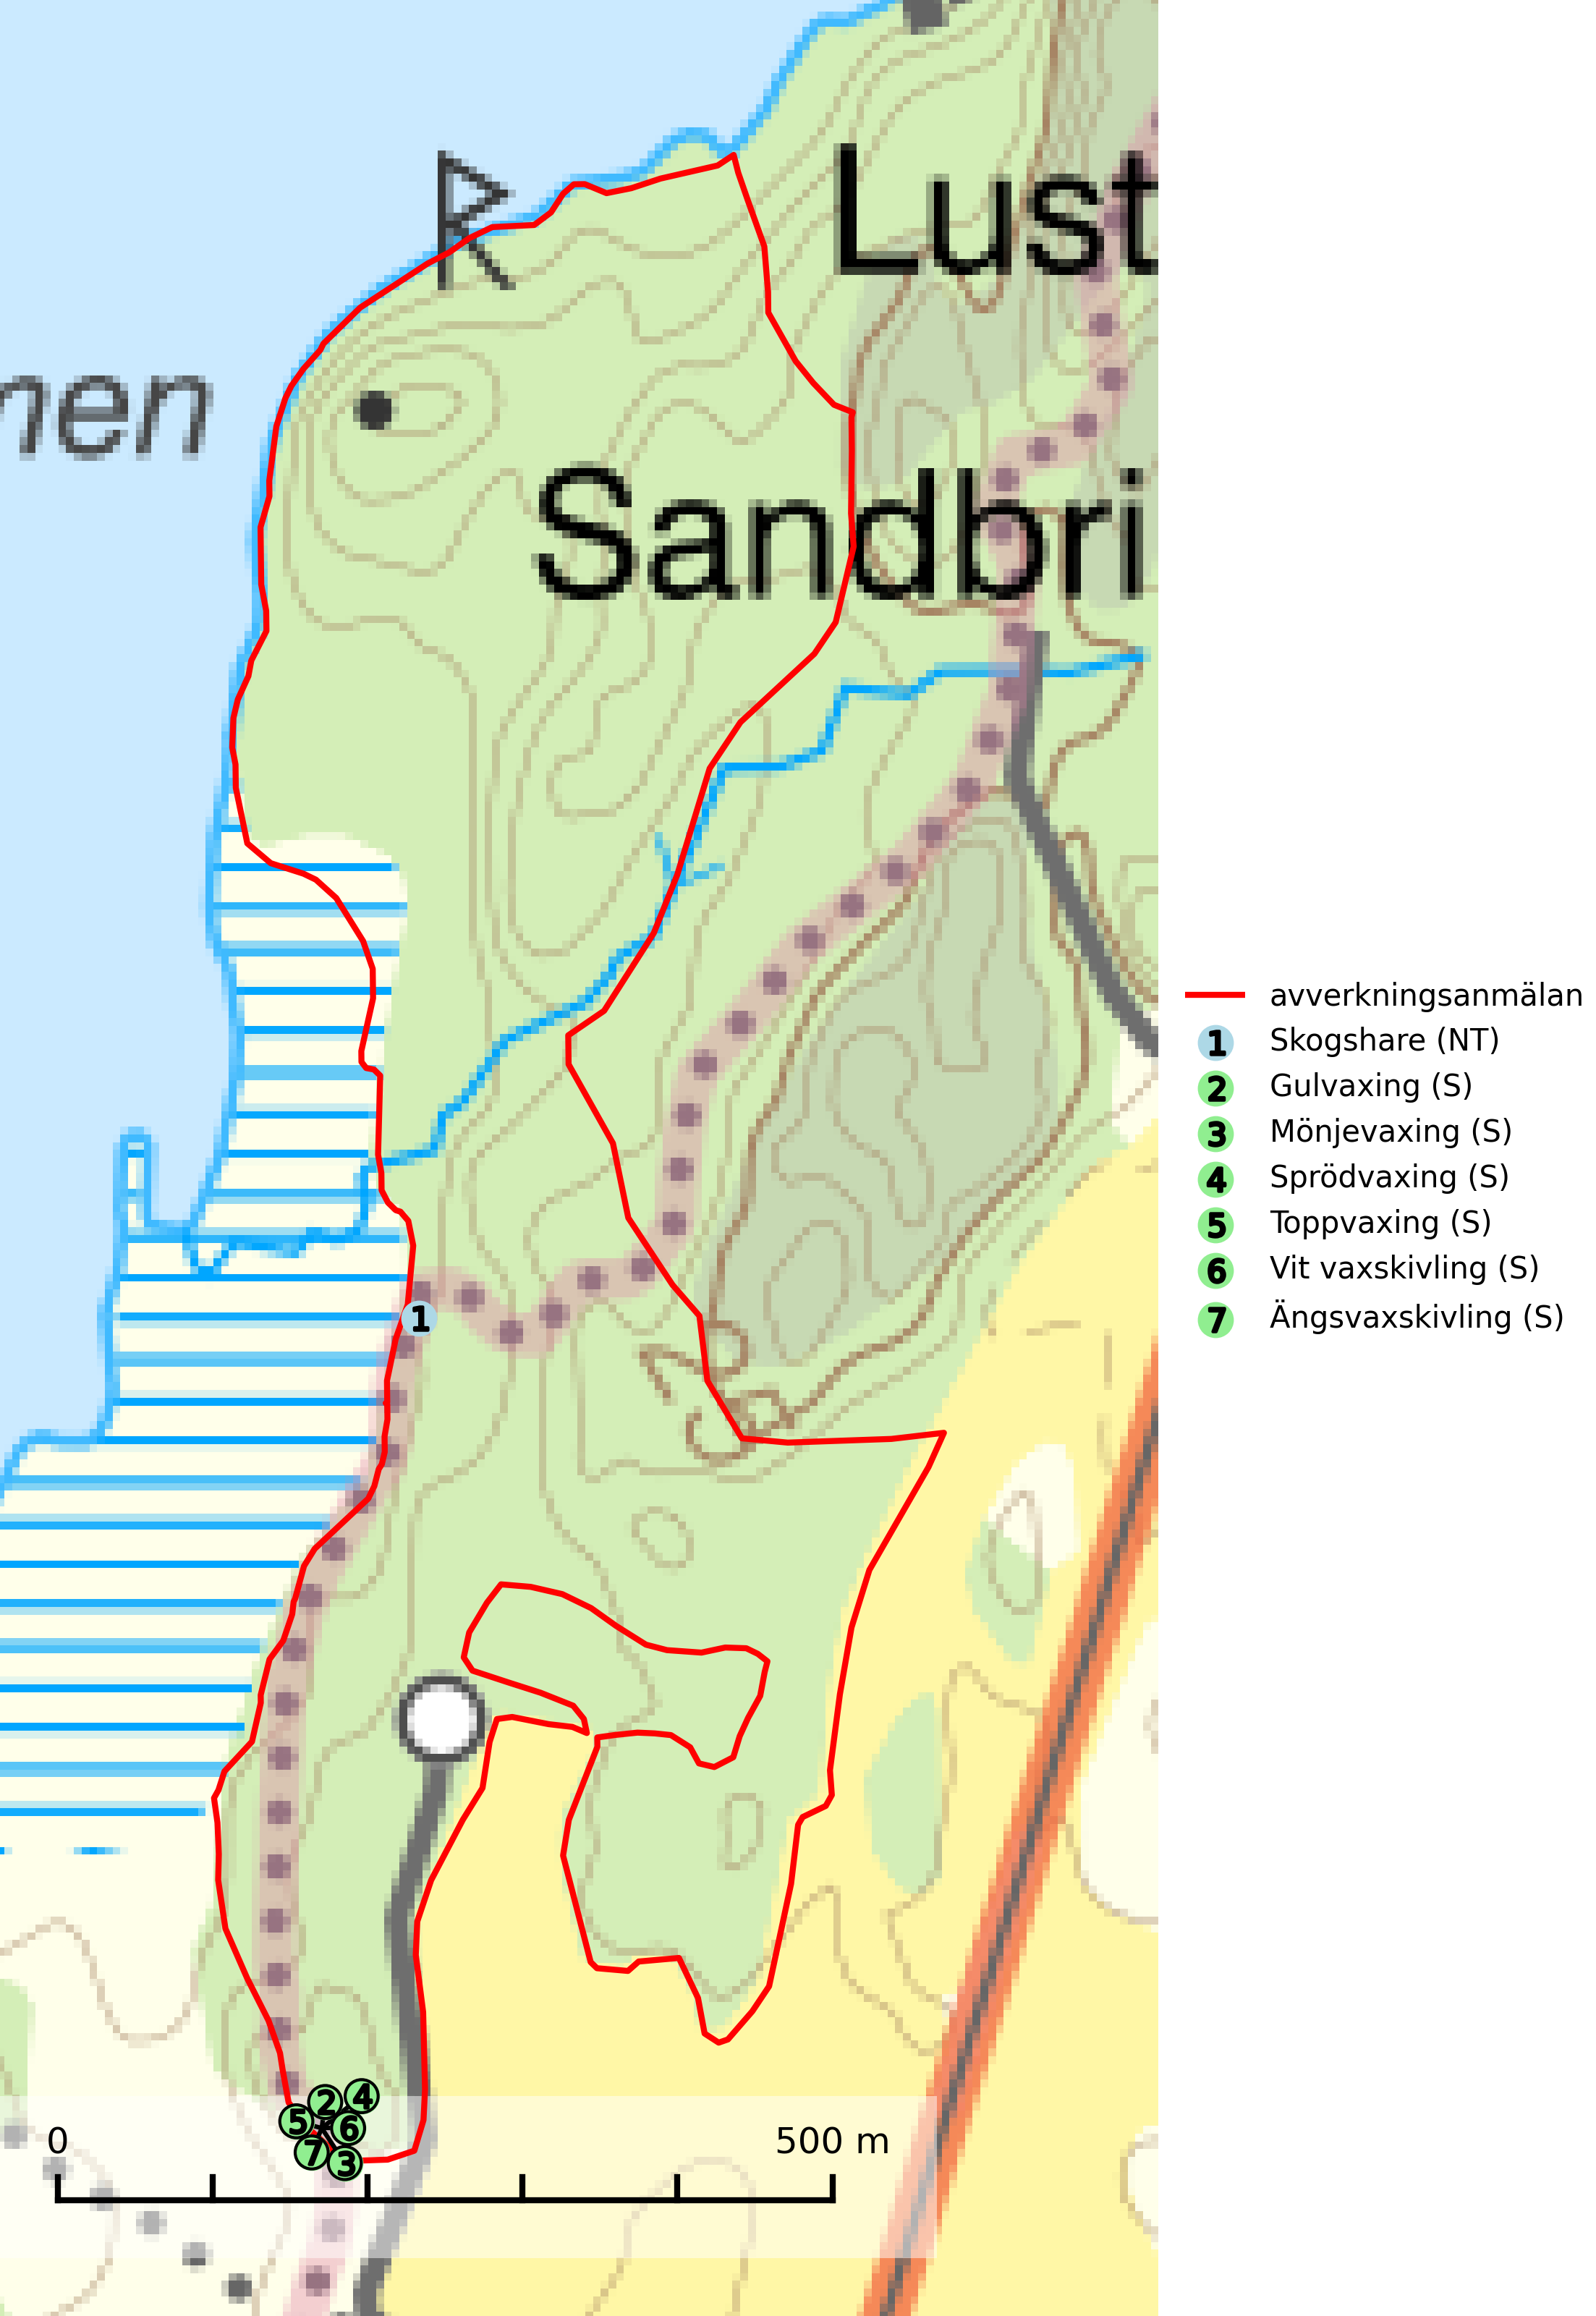 R
Lust
nen
Sandbri
avverkningsanmälan
1 Skogshare (NT)
2 Gulvaxing (S)
3 Mönjevaxing (S)
4 Sprödvaxing (S)
5 Toppvaxing (S)
6 Vit vaxskivling (S)
7 Ängsvaxskivling (S)
1
2 4
5 6
7 3
0 500 m